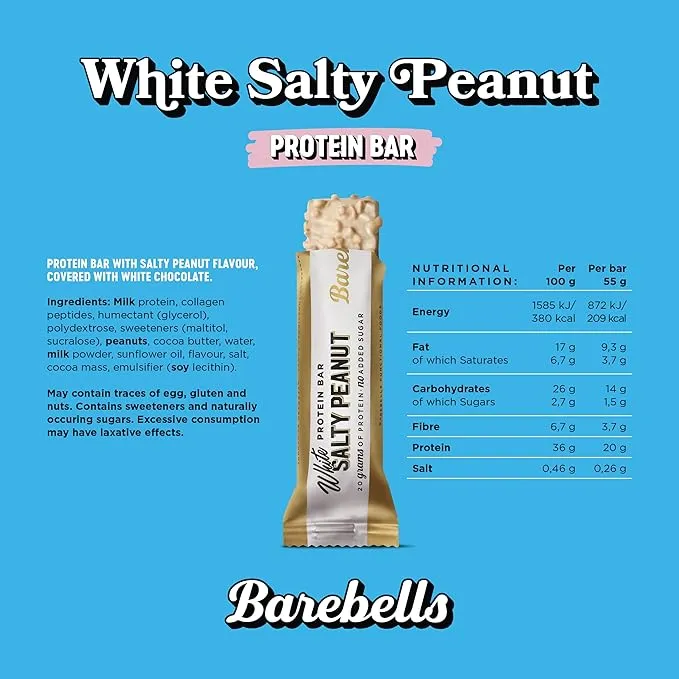 White Salty Peanut
PROTEIN BAR
PROTEIN BAR WITH SALTY PEANUT FLAVOUR,
COVERED WITH WHITE CHOCOLATE.
Ingredients: Milk protein, collagen
peptides, humectant (glycerol),
polydextrose, sweeteners (maltitol,
sucralose), peanuts, cocoa butter, water,
milk powder, sunflower oil, flavour, salt,
cocoa mass, emulsifier (soy lecithin).
May contain traces of egg, gluten and
nuts. Contains sweeteners and naturally
occuring sugars. Excessive consumption
may have laxative effects.
Barebells
White PROTEIN BAR
SALTY PEANUT
20 grams OF PROTEIN · no ADDED SUGAR
NUTRITIONAL INFORMATION: Per 100 g Per bar 55 g
Energy 1585 kJ/ 380 kcal 872 kJ/ 209 kcal
Fat 17 g 9,3 g
of which Saturates 6,7 g 3,7 g
Carbohydrates 26 g 14 g
of which Sugars 2,7 g 1,5 g
Fibre 6,7 g 3,7 g
Protein 36 g 20 g
Salt 0,46 g 0,26 g
Barebells